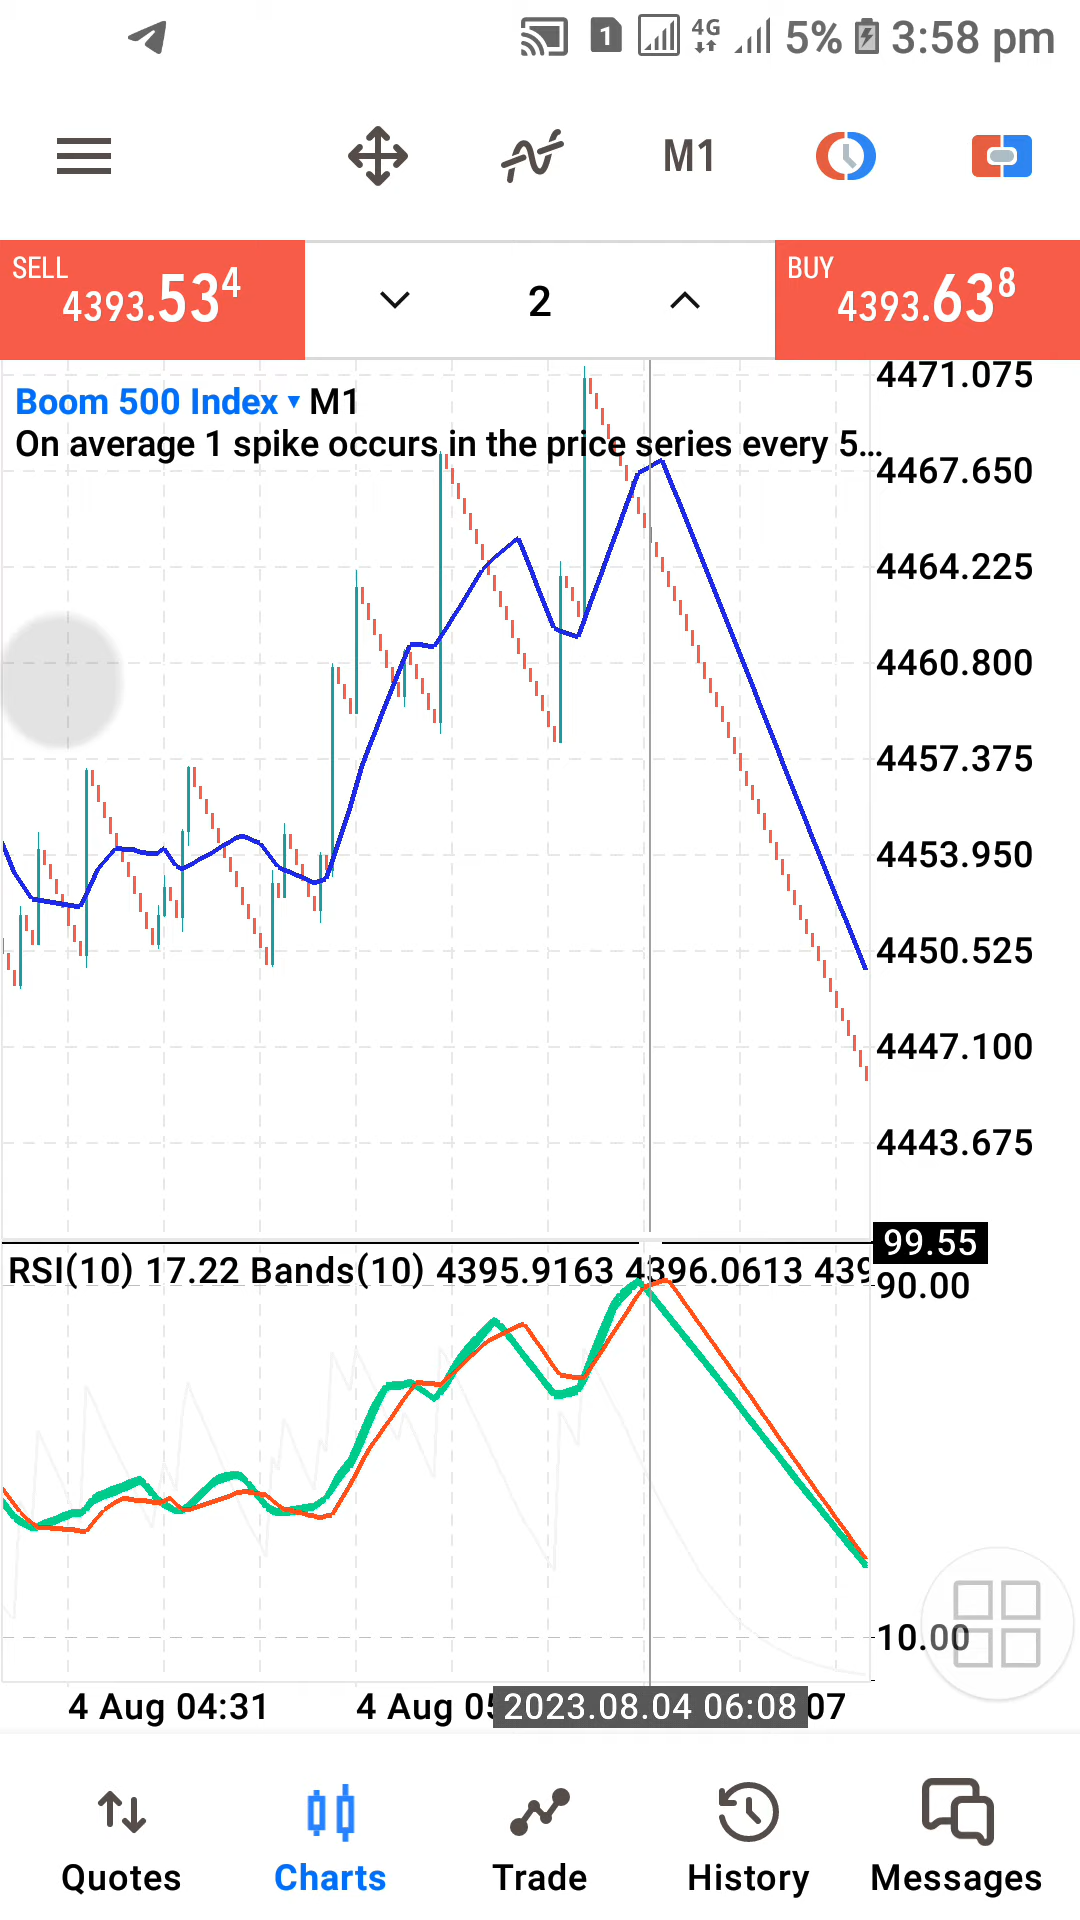 1 4G 5% 3:58 pm
M1
SELL
4393.534
2
BUY
4393.638
4471.075
Boom 500 Index ▾ M1
On average 1 spike occurs in the price series every 5...
4467.650
4464.225
4460.800
4457.375
4453.950
4450.525
4447.100
4443.675
99.55
RSI(10) 17.22 Bands(10) 4395.9163 4396.0613 439
90.00
10.00
4 Aug 04:31 4 Aug 05 2023.08.04 06:08 07
Quotes Charts Trade History Messages